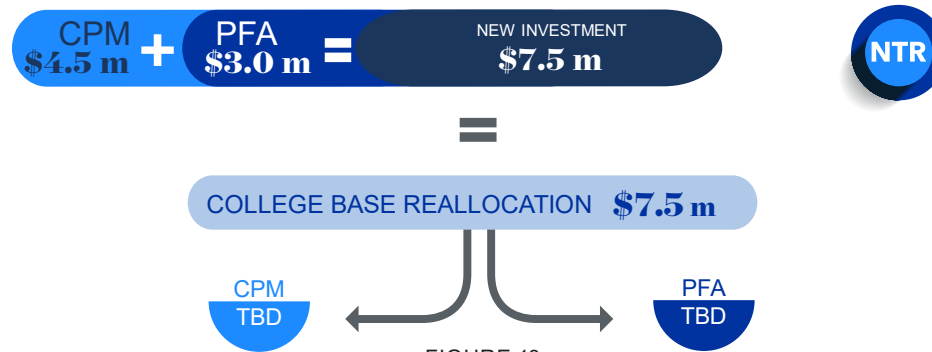 CPM
$4.5 m
+
PFA
$3.0 m
=
NEW INVESTMENT
$7.5 m
NTR
=
COLLEGE BASE REALLOCATION $7.5 m
CPM
TBD
PFA
TBD